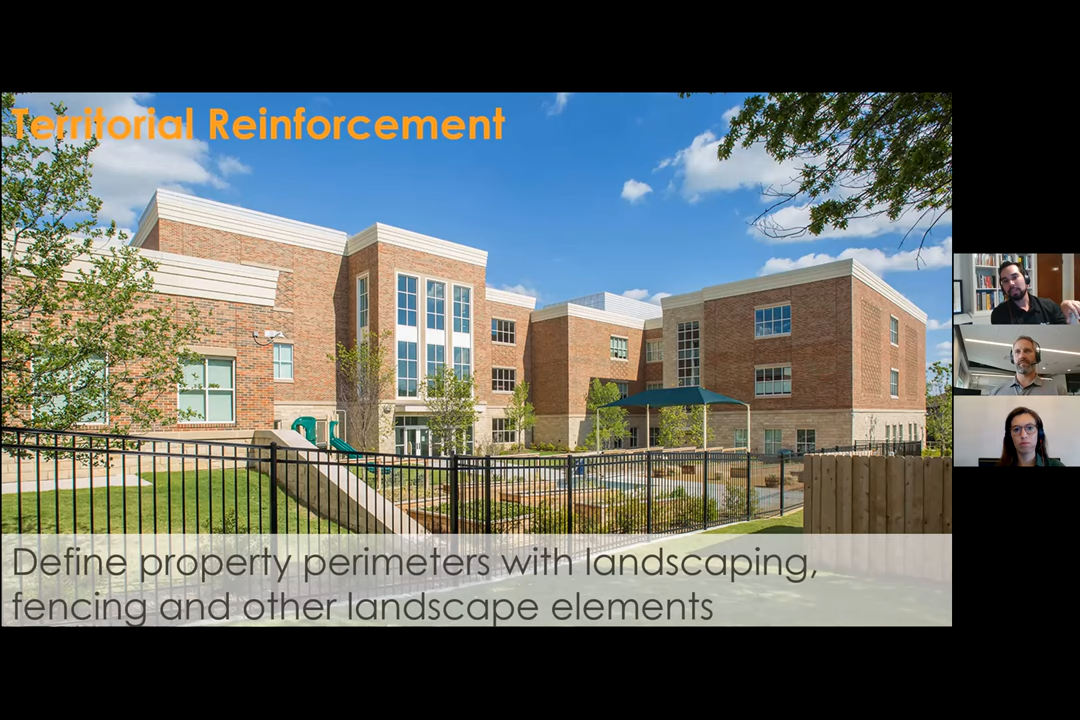 Territorial Reinforcement
Define property perimeters with landscaping,
fencing and other landscape elements